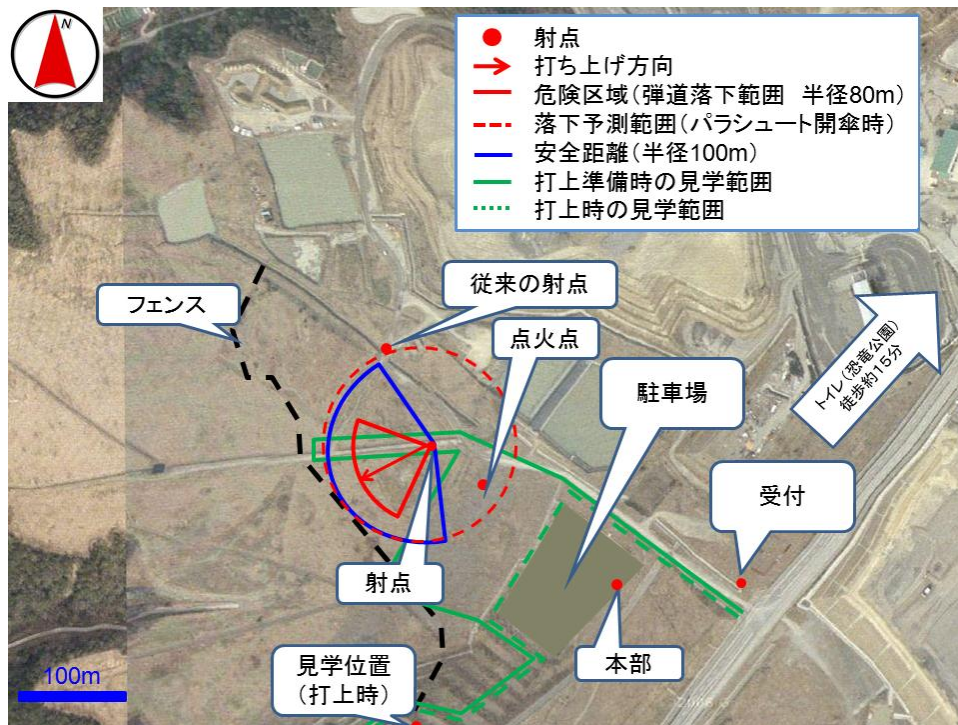 N
射点
打ち上げ方向
危険区域（弾道落下範囲　半径80m）
落下予測範囲（パラシュート開傘時）
安全距離（半径100m）
打上準備時の見学範囲
打上時の見学範囲
フェンス
従来の射点
点火点
駐車場
トイレ（恐竜公園）
徒歩約15分
受付
射点
本部
見学位置
（打上時）
100m